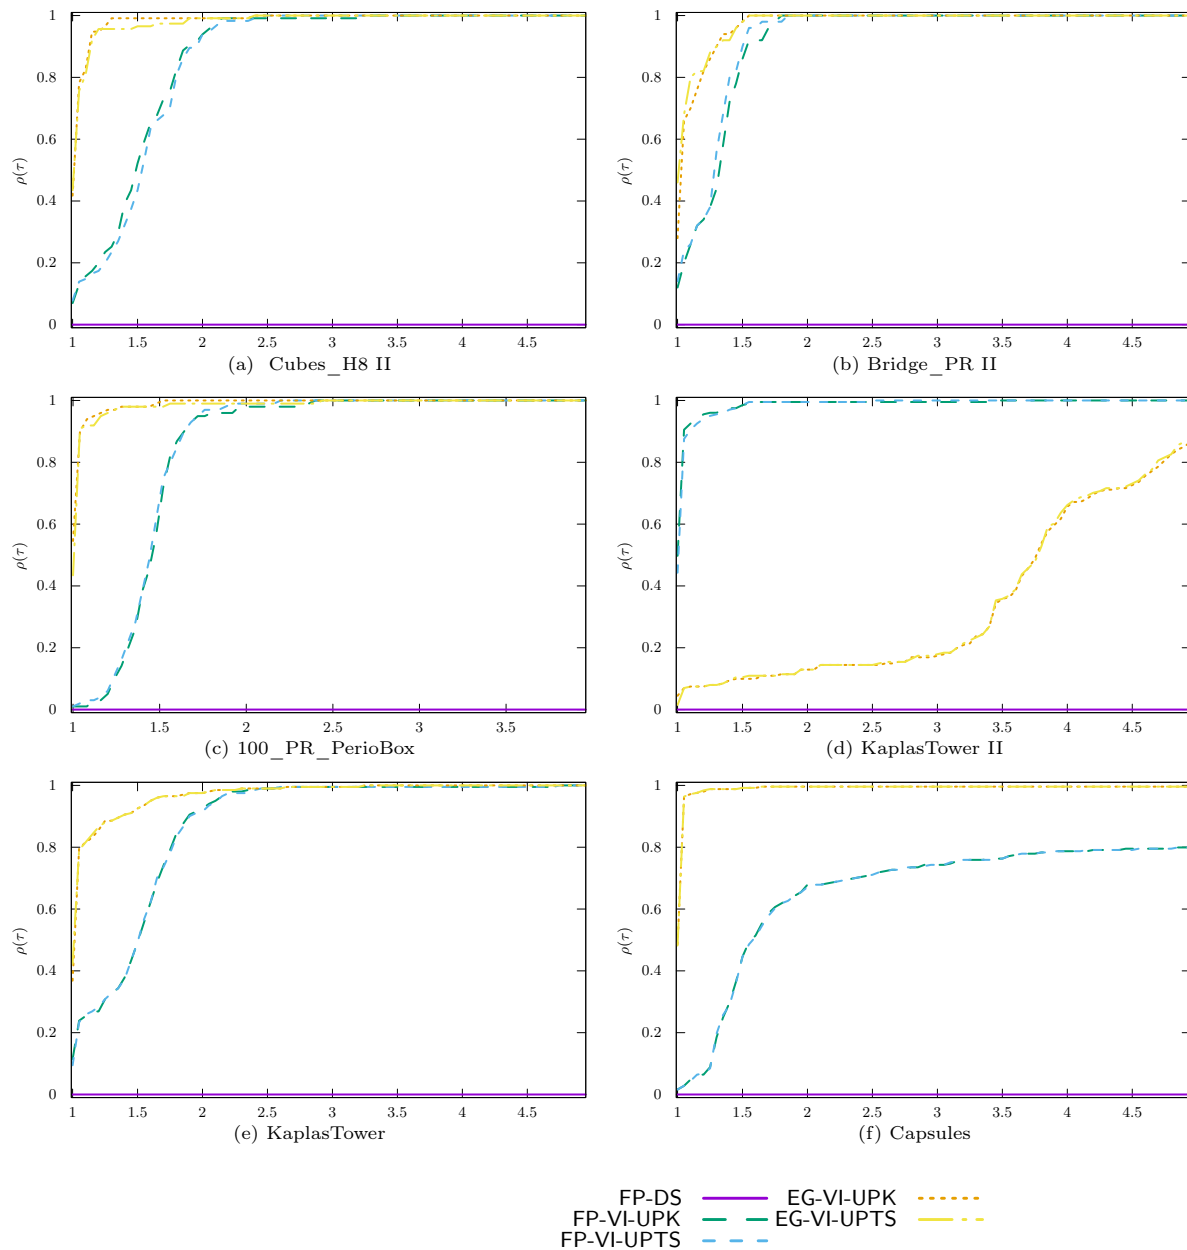 1
0.8
0.6
ρ(τ)
0.4
0.2
0
1 1.5 2 2.5 3 3.5 4 4.5
(a) Cubes_H8 II
1
0.8
0.6
ρ(τ)
0.4
0.2
0
1 1.5 2 2.5 3 3.5 4 4.5
(b) Bridge_PR II
1
0.8
0.6
ρ(τ)
0.4
0.2
0
1 1.5 2 2.5 3 3.5
(c) 100_PR_PerioBox
1
0.8
0.6
ρ(τ)
0.4
0.2
0
1 1.5 2 2.5 3 3.5 4 4.5
(d) KaplasTower II
1
0.8
0.6
ρ(τ)
0.4
0.2
0
1 1.5 2 2.5 3 3.5 4 4.5
(e) KaplasTower
1
0.8
0.6
ρ(τ)
0.4
0.2
0
1 1.5 2 2.5 3 3.5 4 4.5
(f) Capsules
FP-DS EG-VI-UPK
FP-VI-UPK EG-VI-UPTS
FP-VI-UPTS